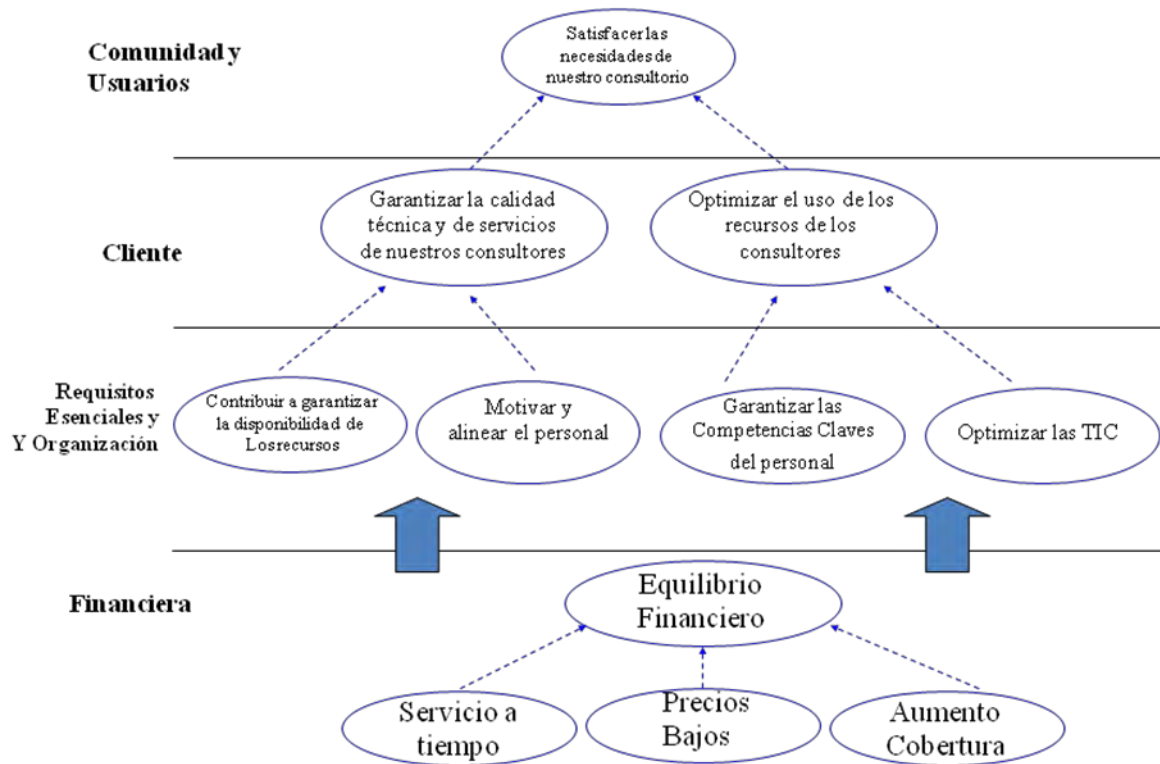 Comunidad y
Usuarios
Satisfacer las
necesidades de
nuestro consultorio
Cliente
Garantizar la calidad
técnica y de servicios
de nuestros consultores
Optimizar el uso de los
recursos de los
consultores
Requisitos
Esenciales y
Y Organización
Contribuir a garantizar
la disponibilidad de
Los recursos
Motivar y
alinear el personal
Garantizar las
Competencias Claves
del personal
Optimizar las TIC
Financiera
Equilibrio
Financiero
Servicio a
tiempo
Precios
Bajos
Aumento
Cobertura